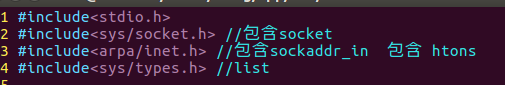 1 #include<stdio.h>
2 #include<sys/socket.h> //包含socket
3 #include<arpa/inet.h> //包含sockaddr_in  包含 htons
4 #include<sys/types.h> //list